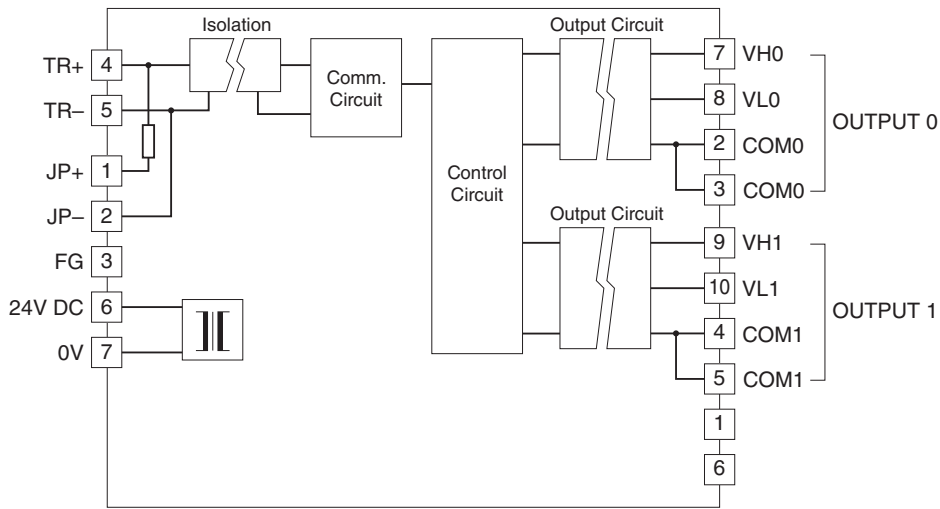 Isolation
Output Circuit
TR+ 4
TR– 5
JP+ 1
JP– 2
FG 3
24V DC 6
0V 7
Comm.
Circuit
Control
Circuit
7 VH0
8 VL0
2 COM0
3 COM0
OUTPUT 0
Output Circuit
9 VH1
10 VL1
4 COM1
5 COM1
OUTPUT 1
1
6